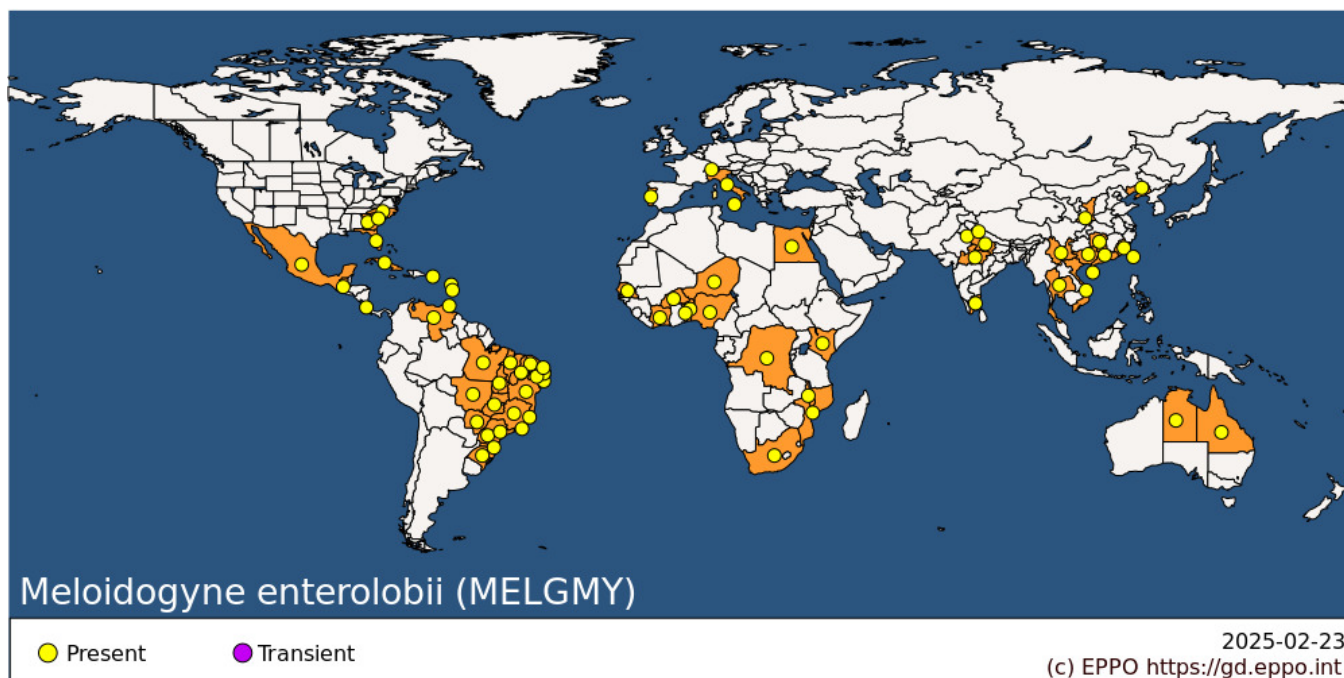 Meloidogyne enterolobii (MELGMY)
Present
Transient
2025-02-23
(c) EPPO https://gd.eppo.int